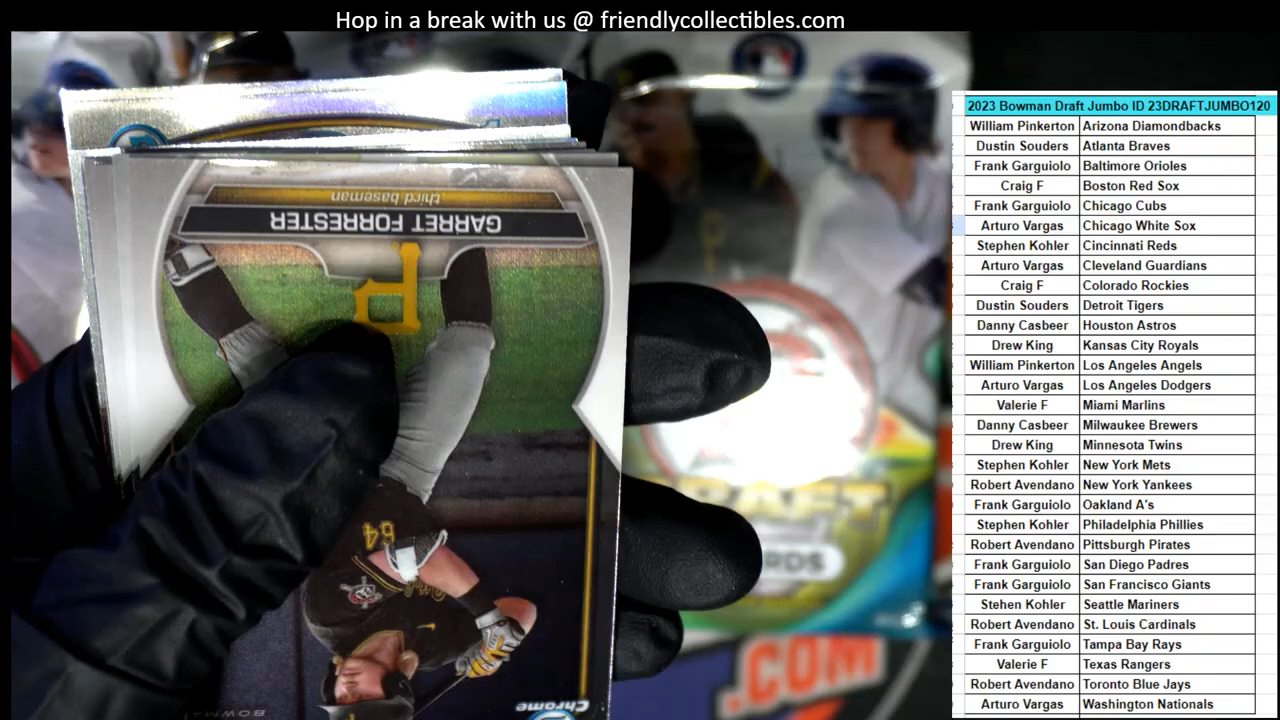 Hop in a break with us @ friendlycollectibles.com
2023 Bowman Draft Jumbo ID 23DRAFTJUMBO120
William Pinkerton Arizona Diamondbacks
Dustin Souders Atlanta Braves
Frank Garguiolo Baltimore Orioles
Craig F Boston Red Sox
Frank Garguiolo Chicago Cubs
Arturo Vargas Chicago White Sox
Stephen Kohler Cincinnati Reds
Arturo Vargas Cleveland Guardians
Craig F Colorado Rockies
Dustin Souders Detroit Tigers
Danny Casbeer Houston Astros
Drew King Kansas City Royals
William Pinkerton Los Angeles Angels
Arturo Vargas Los Angeles Dodgers
Valerie F Miami Marlins
Danny Casbeer Milwaukee Brewers
Drew King Minnesota Twins
Stephen Kohler New York Mets
Robert Avendano New York Yankees
Frank Garguiolo Oakland A's
Stephen Kohler Philadelphia Phillies
Robert Avendano Pittsburgh Pirates
Frank Garguiolo San Diego Padres
Frank Garguiolo San Francisco Giants
Stehen Kohler Seattle Mariners
Robert Avendano St. Louis Cardinals
Frank Garguiolo Tampa Bay Rays
Valerie F Texas Rangers
Robert Avendano Toronto Blue Jays
Arturo Vargas Washington Nationals
third baseman
GARRET FORRESTER
P
64
Chrome
.COM